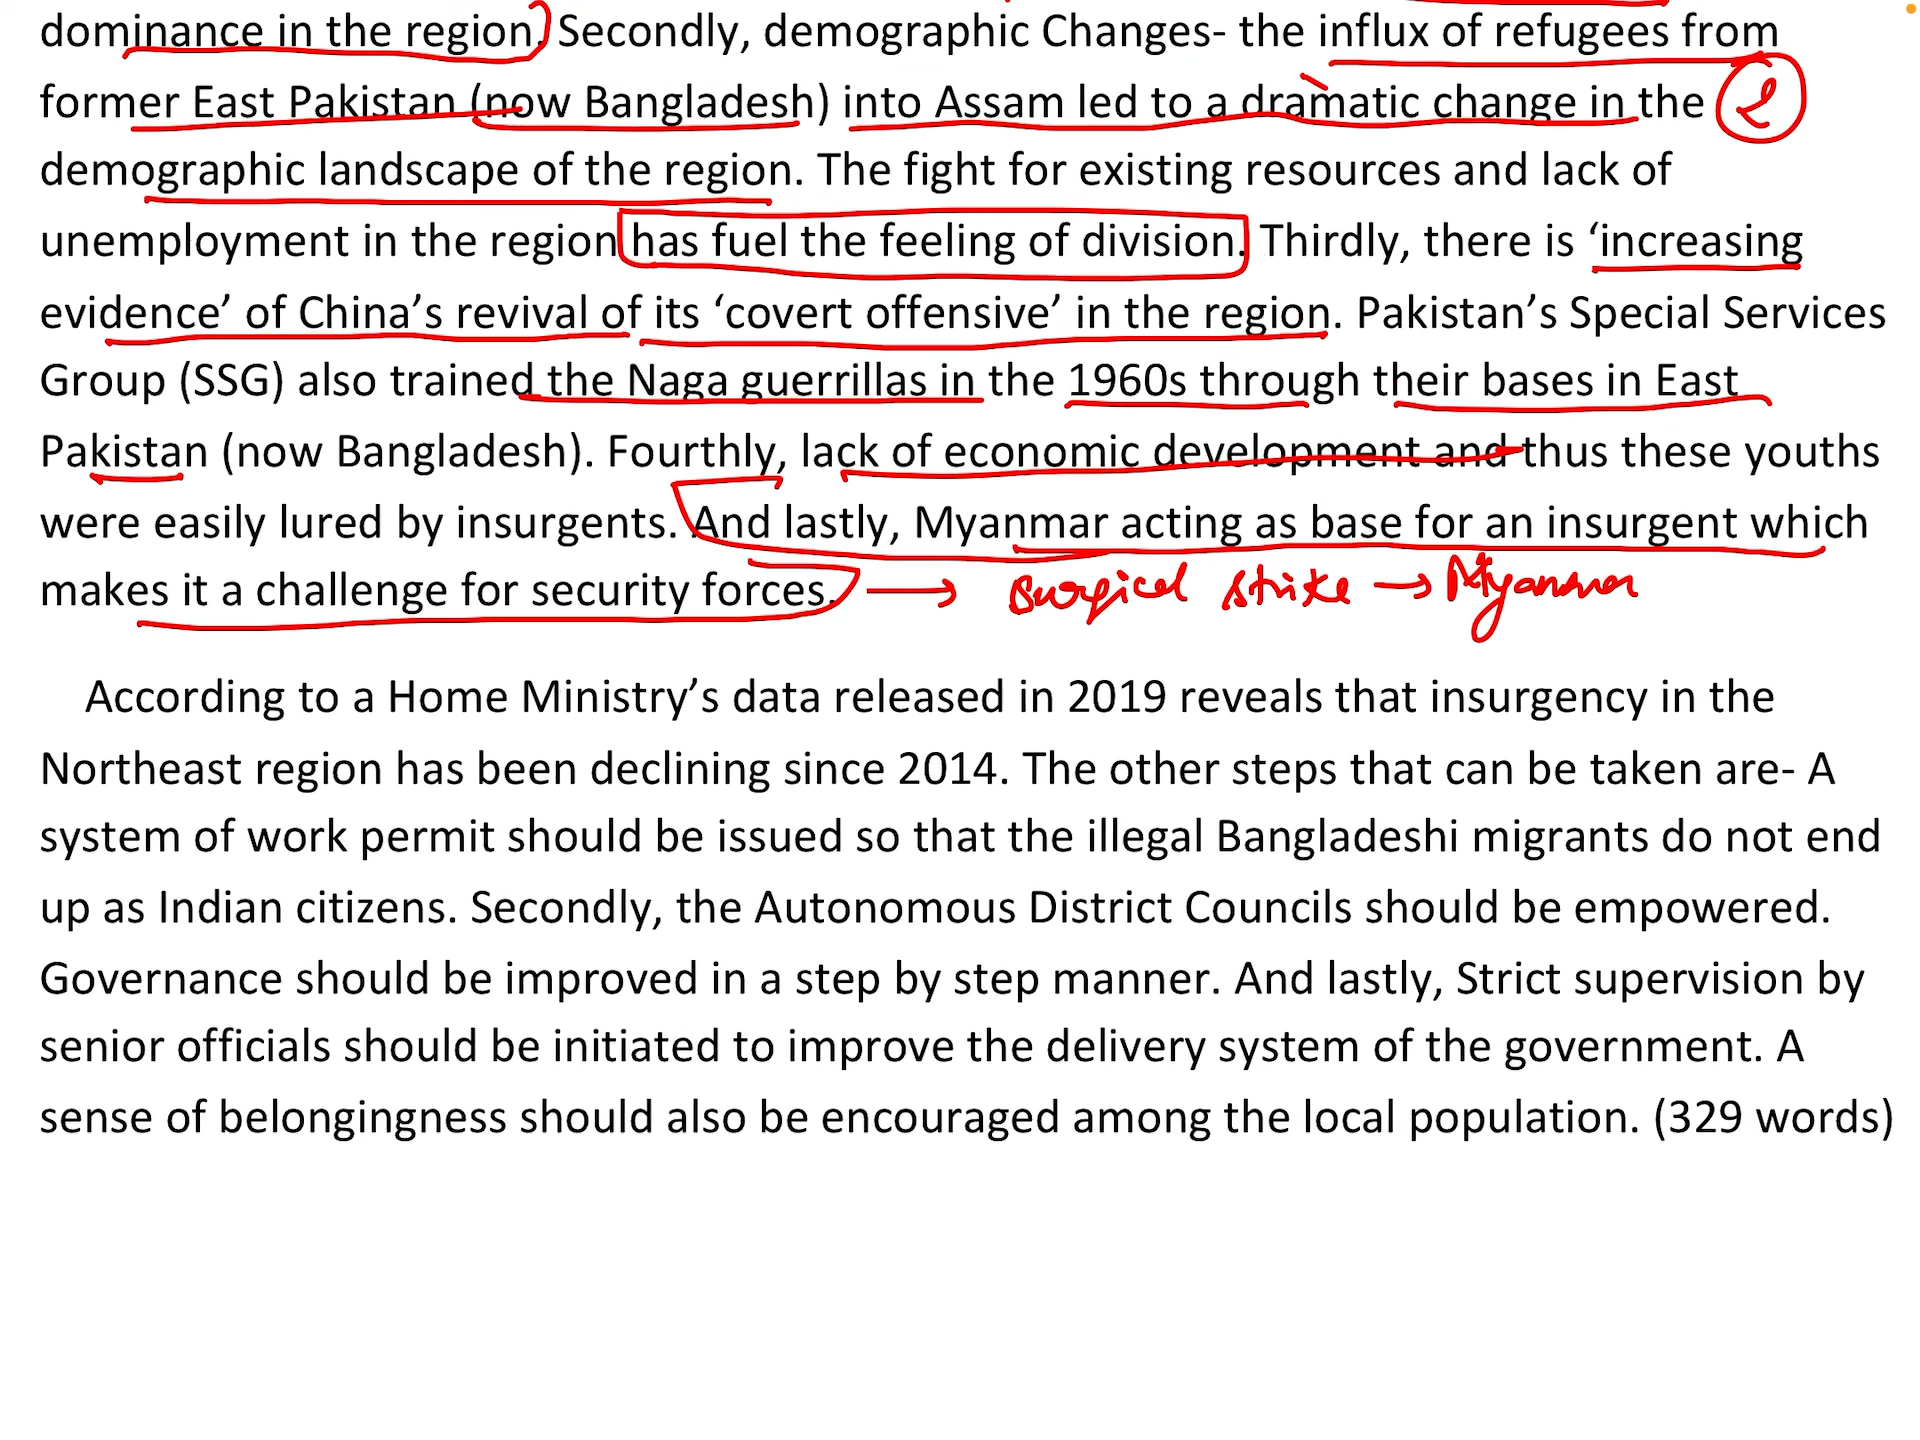 dominance in the region. Secondly, demographic Changes- the influx of refugees from
former East Pakistan (now Bangladesh) into Assam led to a dramatic change in the 2
demographic landscape of the region. The fight for existing resources and lack of
unemployment in the region has fuel the feeling of division. Thirdly, there is ‘increasing
evidence’ of China’s revival of its ‘covert offensive’ in the region. Pakistan’s Special Services
Group (SSG) also trained the Naga guerrillas in the 1960s through their bases in East
Pakistan (now Bangladesh). Fourthly, lack of economic development and thus these youths
were easily lured by insurgents. And lastly, Myanmar acting as base for an insurgent which
makes it a challenge for security forces. → Surgical strike → Myanmar
According to a Home Ministry’s data released in 2019 reveals that insurgency in the
Northeast region has been declining since 2014. The other steps that can be taken are- A
system of work permit should be issued so that the illegal Bangladeshi migrants do not end
up as Indian citizens. Secondly, the Autonomous District Councils should be empowered.
Governance should be improved in a step by step manner. And lastly, Strict supervision by
senior officials should be initiated to improve the delivery system of the government. A
sense of belongingness should also be encouraged among the local population. (329 words)